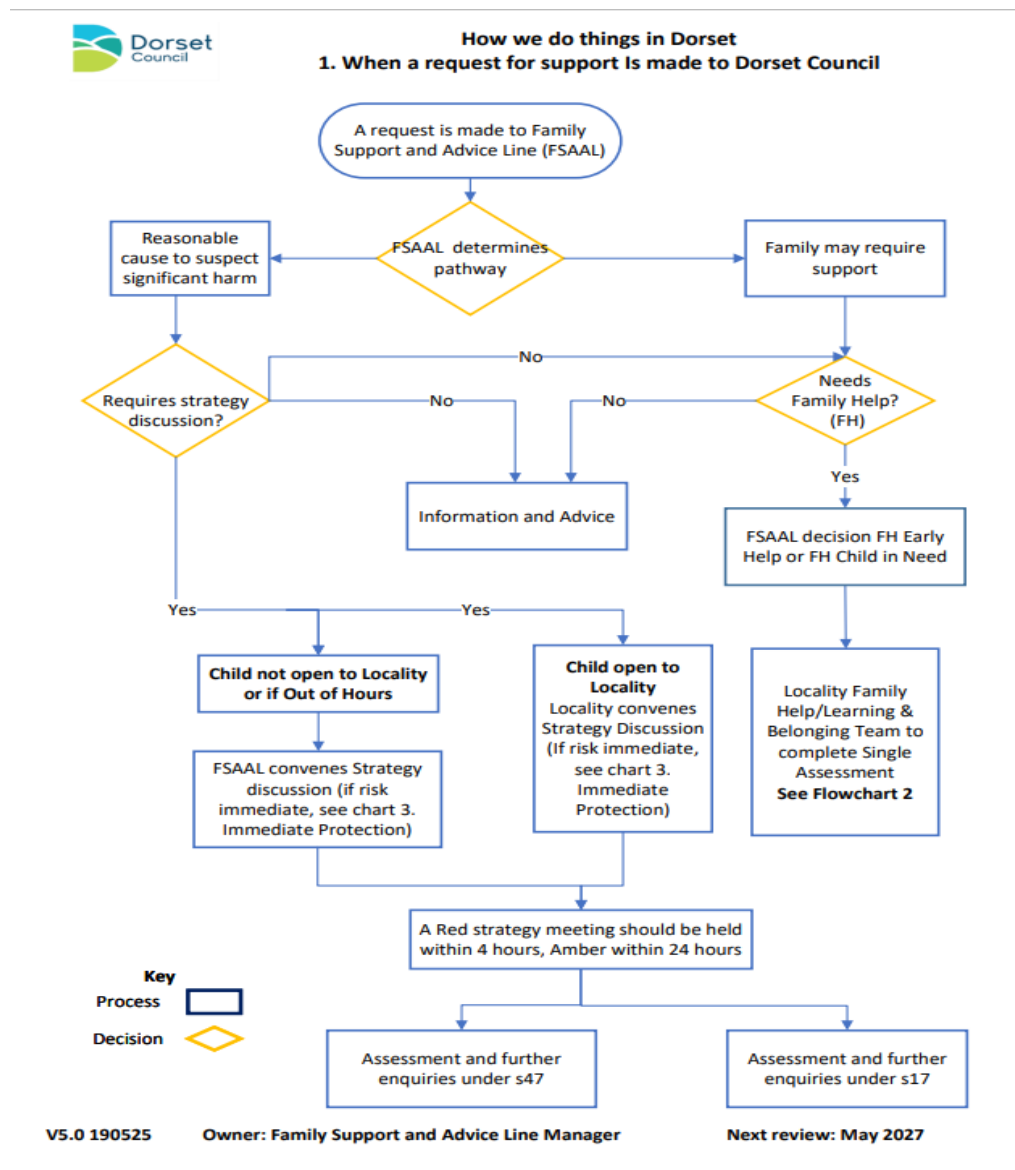 Dorset
Council
How we do things in Dorset
1. When a request for support Is made to Dorset Council
A request is made to Family
Support and Advice Line (FSAAL)
FSAAL determines
pathway
Reasonable
cause to suspect
significant harm
Family may require
support
No
Requires strategy
discussion?
No
No
Needs
Family Help?
(FH)
Yes
Information and Advice
FSAAL decision FH Early
Help or FH Child in Need
Yes
Yes
Child not open to Locality
or if Out of Hours
Child open to
Locality
Locality convenes
Strategy Discussion
(If risk immediate,
see chart 3.
Immediate
Protection)
Locality Family
Help/Learning &
Belonging Team to
complete Single
Assessment
See Flowchart 2
FSAAL convenes Strategy
discussion (if risk
immediate, see chart 3.
Immediate Protection)
A Red strategy meeting should be held
within 4 hours, Amber within 24 hours
Key
Process
Decision
Assessment and further
enquiries under s47
Assessment and further
enquiries under s17
V5.0 190525 Owner: Family Support and Advice Line Manager Next review: May 2027